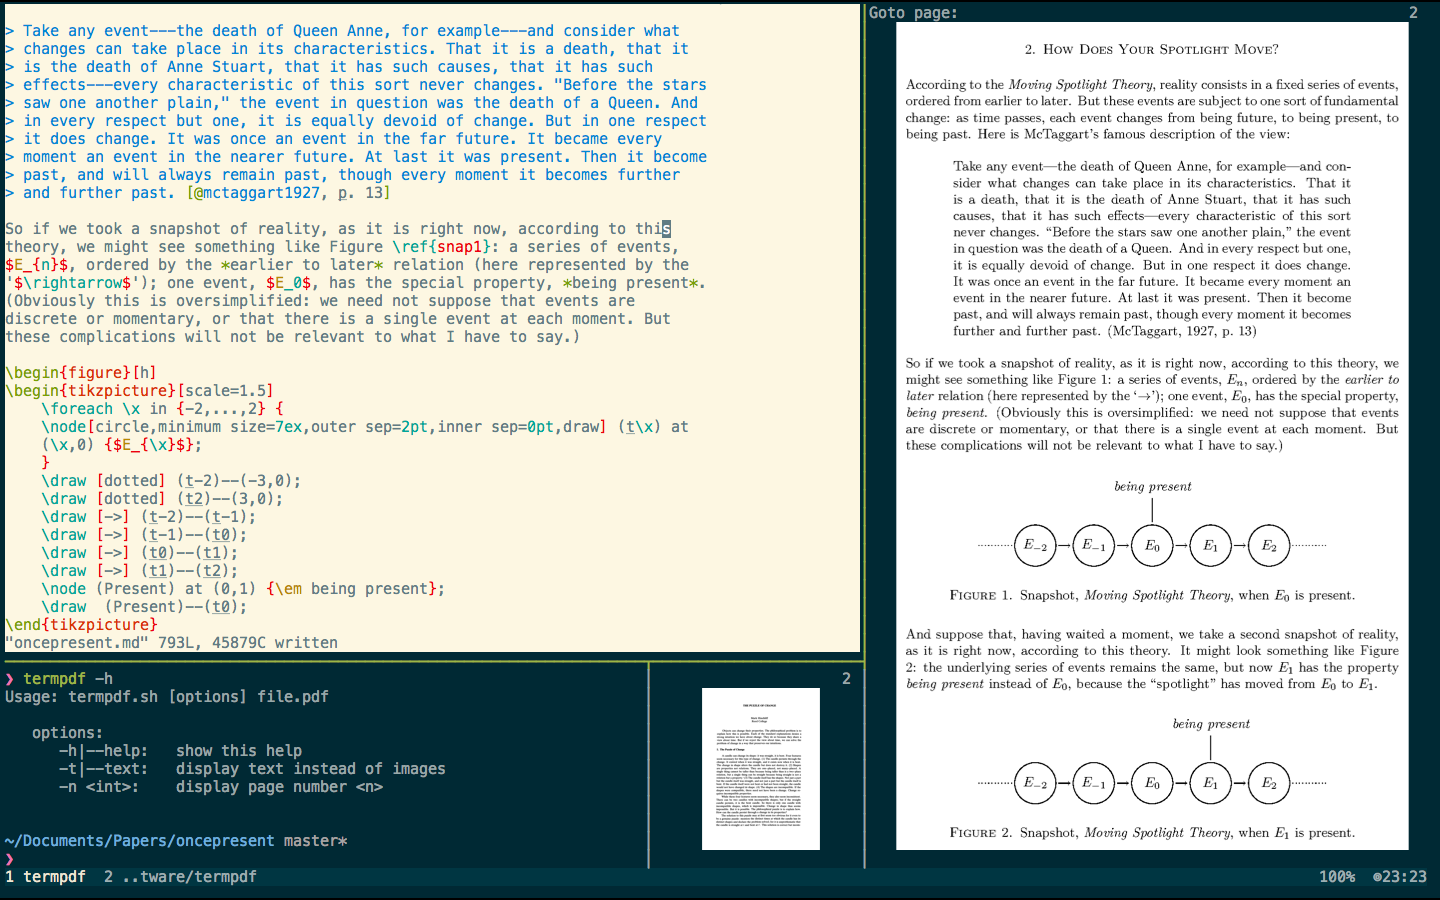 > Take any event---the death of Queen Anne, for example---and consider what
> changes can take place in its characteristics. That it is a death, that it
> is the death of Anne Stuart, that it has such causes, that it has such
> effects---every characteristic of this sort never changes. "Before the stars
> saw one another plain," the event in question was the death of a Queen. And
> in every respect but one, it is equally devoid of change. But in one respect
> it does change. It was once an event in the far future. It became every
> moment an event in the nearer future. At last it was present. Then it become
> past, and will always remain past, though every moment it becomes further
> and further past. [@mctaggart1927, p. 13]
So if we took a snapshot of reality, as it is right now, according to this
theory, we might see something like Figure \ref{snap1}: a series of events,
$E_{n}$, ordered by the *earlier to later* relation (here represented by the
'$\rightarrow$'); one event, $E_0$, has the special property, *being present*.
(Obviously this is oversimplified: we need not suppose that events are
discrete or momentary, or that there is a single event at each moment. But
these complications will not be relevant to what I have to say.)
\begin{figure}[h]
\begin{tikzpicture}[scale=1.5]
\foreach \x in {-2,...,2} {
\node[circle,minimum size=7ex,outer sep=2pt,inner sep=0pt,draw] (t\x) at
(\x,0) {$E_{\x}$};
}
\draw [dotted] (t-2)--(-3,0);
\draw [dotted] (t2)--(3,0);
\draw [->] (t-2)--(t-1);
\draw [->] (t-1)--(t0);
\draw [->] (t0)--(t1);
\draw [->] (t1)--(t2);
\node (Present) at (0,1) {\em being present};
\draw  (Present)--(t0);
\end{tikzpicture}
"oncepresent.md" 793L, 45879C written
❯ termpdf -h
Usage: termpdf.sh [options] file.pdf
options:
-h|--help:   show this help
-t|--text:   display text instead of images
-n <int>:    display page number <n>
~/Documents/Papers/oncepresent master*
❯
2
THE PUZZLE OF CHANGE
Goto page:
2
2. How Does Your Spotlight Move?
According to the Moving Spotlight Theory, reality consists in a fixed series of events,
ordered from earlier to later. But these events are subject to one sort of fundamental
change: as time passes, each event changes from being future, to being present, to
being past. Here is McTaggart's famous description of the view:
Take any event—the death of Queen Anne, for example—and con-
sider what changes can take place in its characteristics. That it
is a death, that it is the death of Anne Stuart, that it has such
causes, that it has such effects—every characteristic of this sort
never changes. “Before the stars saw one another plain,” the event
in question was the death of a Queen. And in every respect but one,
it is equally devoid of change. But in one respect it does change.
It was once an event in the far future. It became every moment an
event in the nearer future. At last it was present. Then it become
past, and will always remain past, though every moment it becomes
further and further past. (McTaggart, 1927, p. 13)
So if we took a snapshot of reality, as it is right now, according to this theory, we
might see something like Figure 1: a series of events, Eₙ, ordered by the earlier to
later relation (here represented by the ‘→’); one event, E₀, has the special property,
being present. (Obviously this is oversimplified: we need not suppose that events
are discrete or momentary, or that there is a single event at each moment. But
these complications will not be relevant to what I have to say.)
being present
E₋₂ → E₋₁ → E₀ → E₁ → E₂
Figure 1. Snapshot, Moving Spotlight Theory, when E₀ is present.
And suppose that, having waited a moment, we take a second snapshot of reality,
as it is right now, according to this theory. It might look something like Figure
2: the underlying series of events remains the same, but now E₁ has the property
being present instead of E₀, because the “spotlight” has moved from E₀ to E₁.
being present
E₋₂ → E₋₁ → E₀ → E₁ → E₂
Figure 2. Snapshot, Moving Spotlight Theory, when E₁ is present.
1 termpdf  2 ..tware/termpdf
100%  23:23